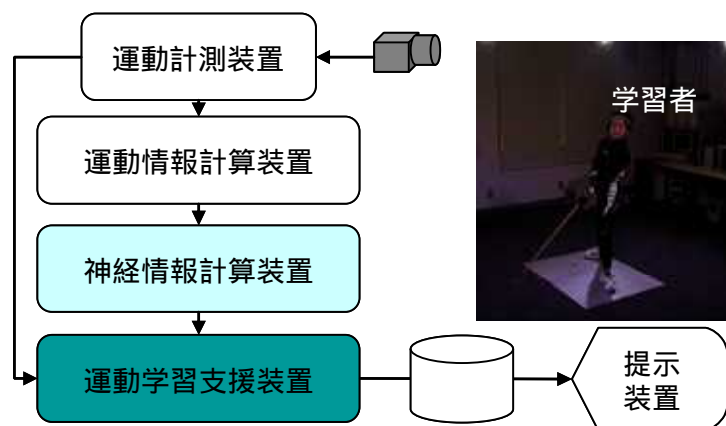 運動計測装置
学習者
運動情報計算装置
神経情報計算装置
運動学習支援装置
提示
装置